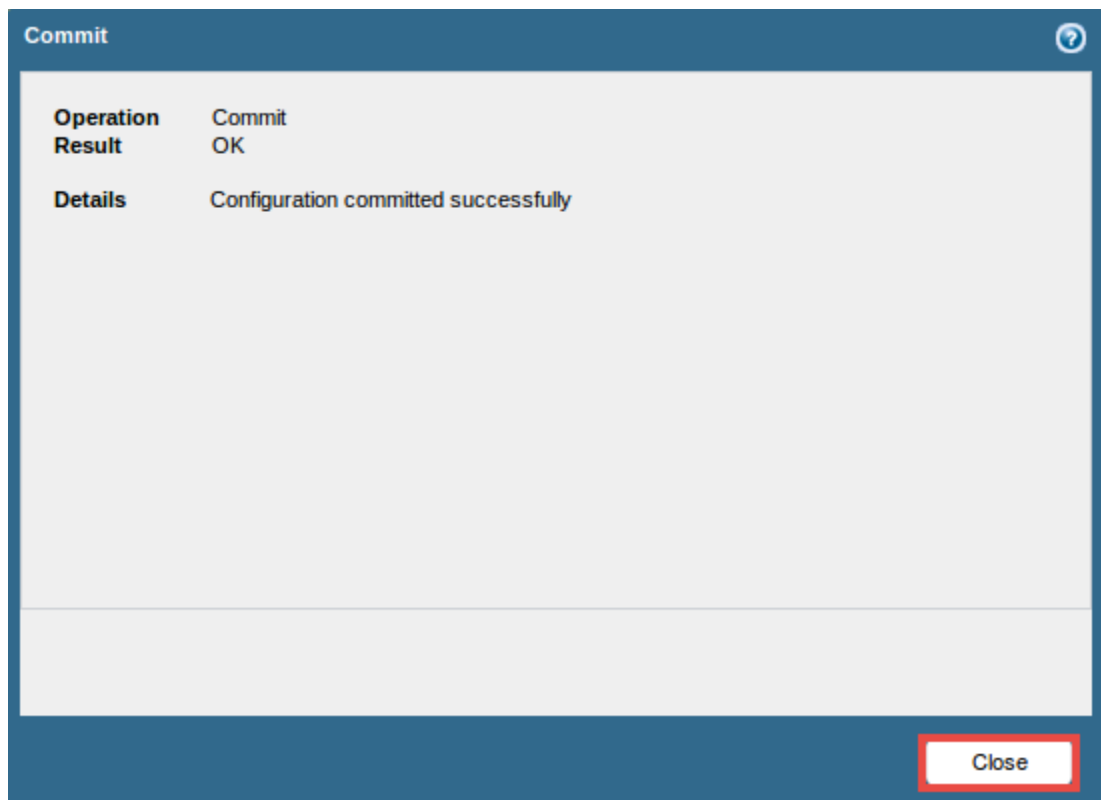 Commit
?
Operation Commit
Result OK
Details Configuration committed successfully
Close